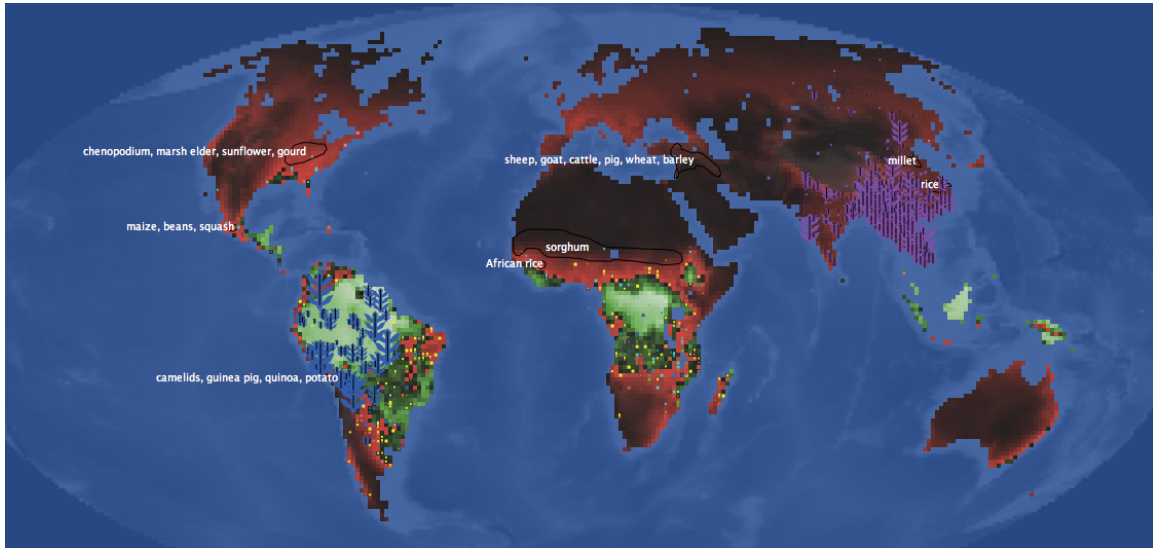 chenopodium, marsh elder, sunflower, gourd
sheep, goat, cattle, pig, wheat, barley
millet
rice
maize, beans, squash
sorghum
African rice
camelids, guinea pig, quinoa, potato